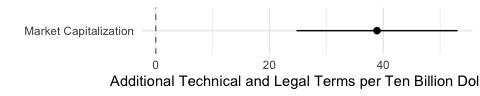 Market Capitalization
0 20 40
Additional Technical and Legal Terms per Ten Billion Dol